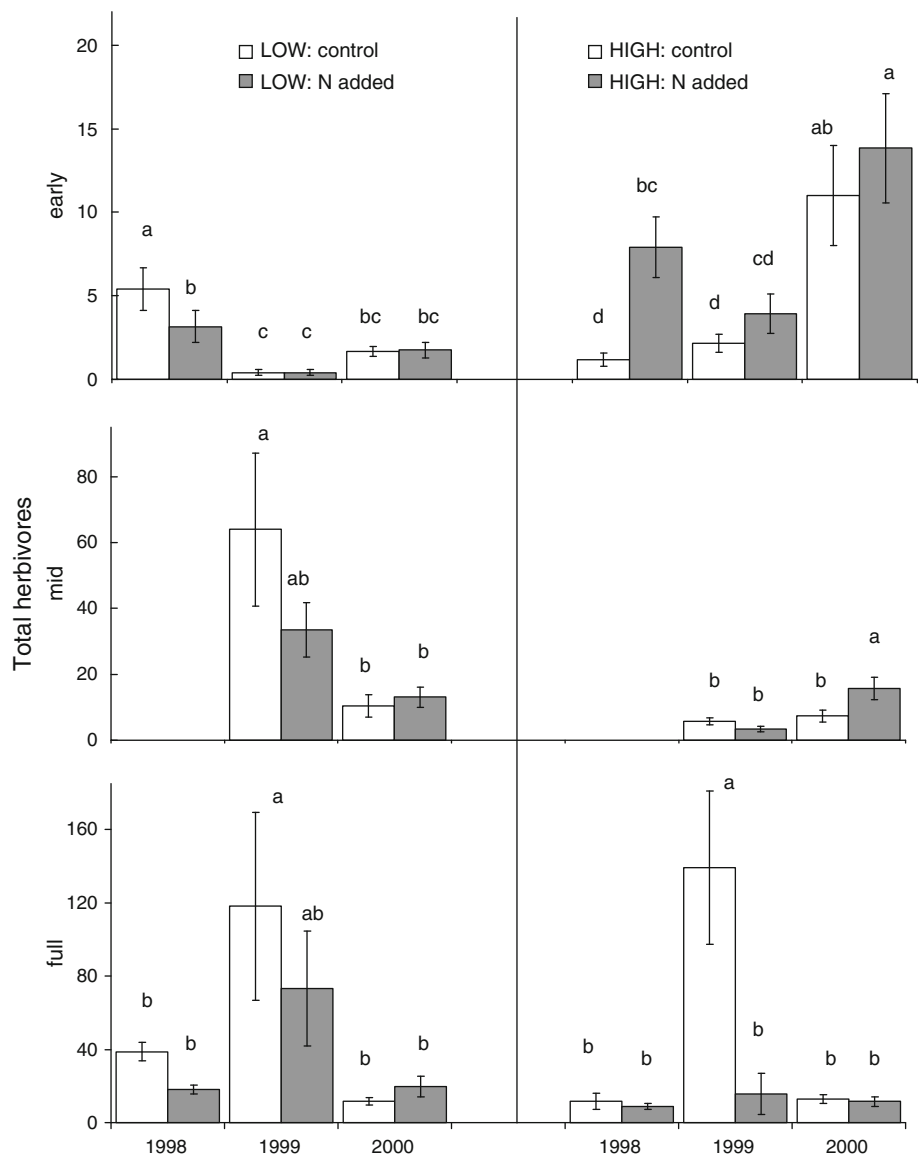 20
15
10
5
0
early
LOW: control
LOW: N added
HIGH: control
HIGH: N added
a
b
c
c
bc
bc
d
bc
d
cd
ab
a
80
60
40
20
0
Total herbivores
mid
a
ab
b
b
b
b
b
a
160
120
80
40
0
full
b
b
a
ab
b
b
b
b
a
b
b
b
1998
1999
2000
1998
1999
2000